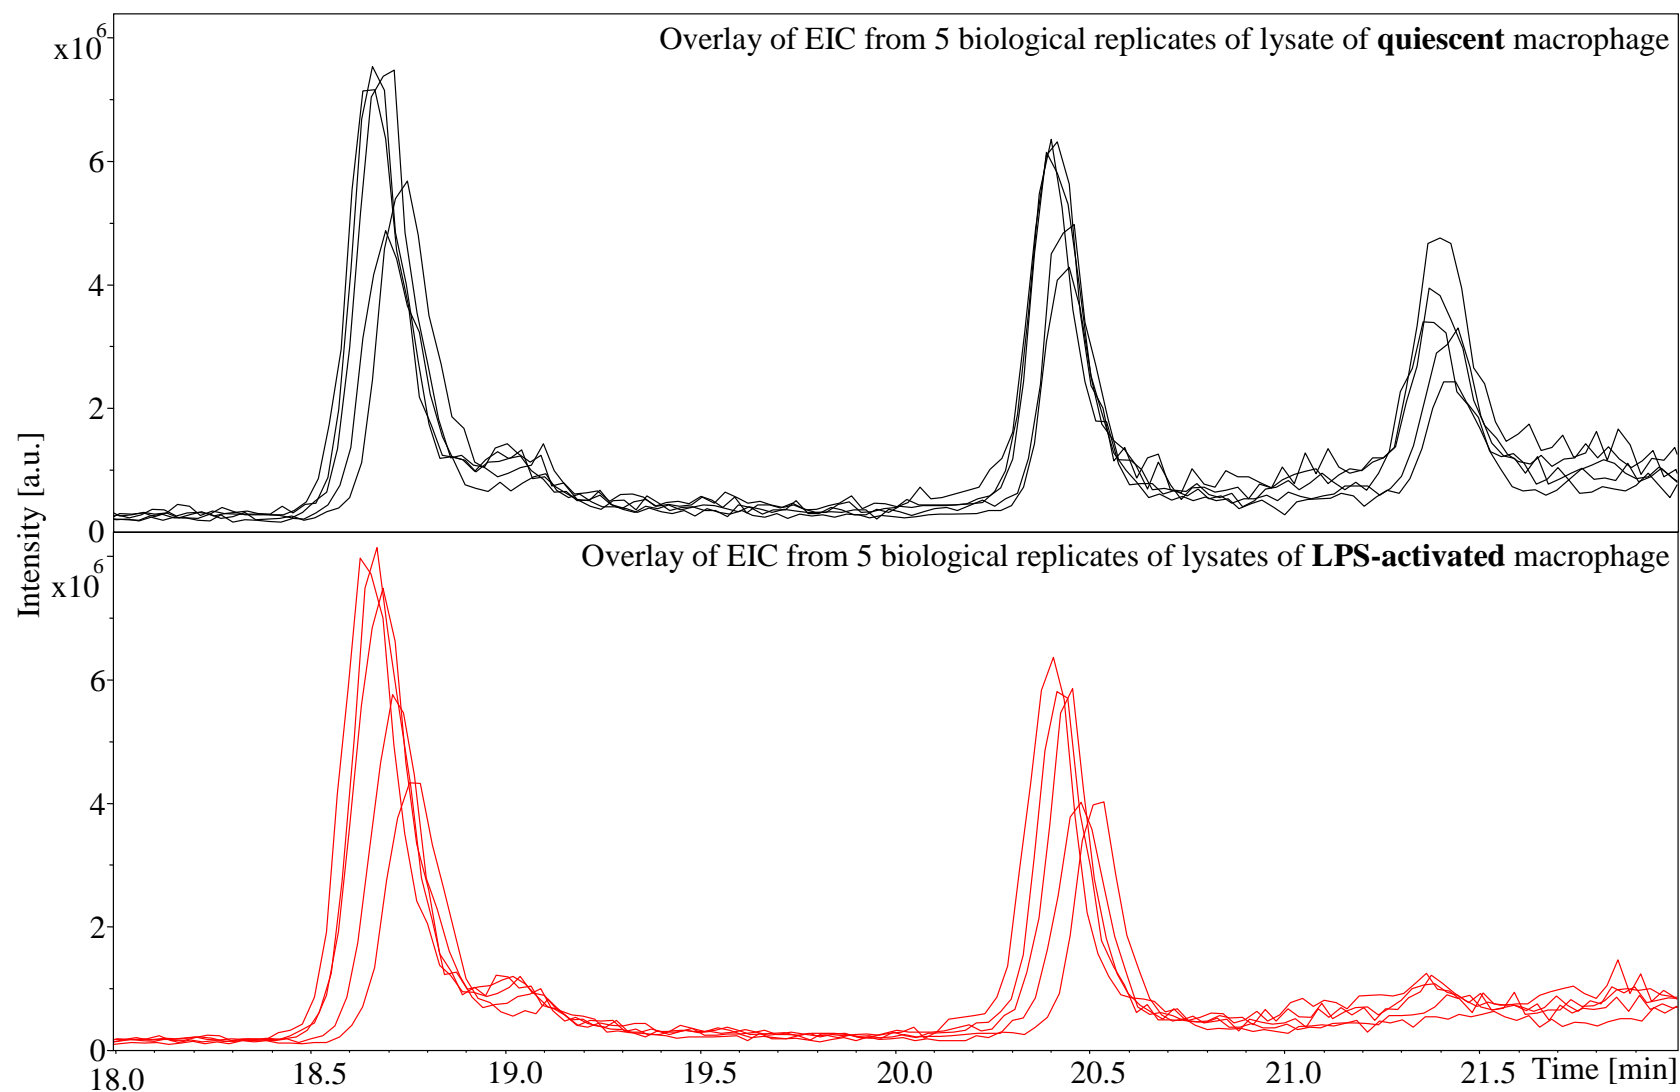 x10^6
Overlay of EIC from 5 biological replicates of lysate of quiescent macrophage
6
4
2
0
Intensity [a.u.]
Overlay of EIC from 5 biological replicates of lysates of LPS-activated macrophage
x10^6
6
4
2
0
18.0 18.5 19.0 19.5 20.0 20.5 21.0 21.5 Time [min]